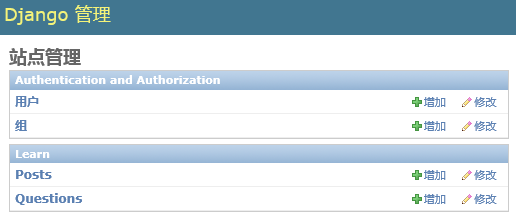 Django 管理
站点管理
Authentication and Authorization
用户 增加 修改
组 增加 修改
Learn
Posts 增加 修改
Questions 增加 修改